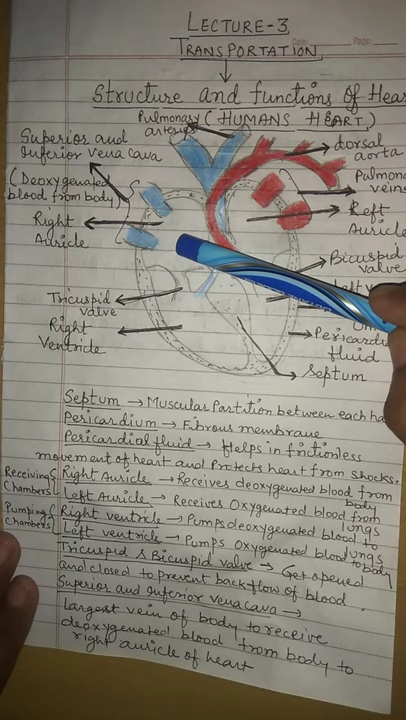 LECTURE-3
Date: Page:
TRANSPORTATION
Structure and functions of Hear
(HUMANS HEART)
Pulmonary
arteries
Superior and
Inferior vena cava
(Deoxygenated
blood from body)
Right
Auricle
Tricuspid
valve
Right
Ventricle
dorsal
aorta
Pulmona
veins
Left
Auricle
Bicuspid
valve
Pericardi
fluid
Septum
Septum → Muscular Partition between each ha
Pericardium → Fibrous membrane
Pericardial fluid → Helps in frictionless
movement of heart and Protects heart from shocks.
Receiving Chambers { Right Auricle → Receives deoxygenated blood from body
Left Auricle → Receives Oxygenated blood from lungs
Pumping Chambers { Right ventricle → Pumps deoxygenated blood to lungs
Left ventricle → Pumps Oxygenated blood to body
Tricuspid & Bicuspid valve → Get opened
and closed to prevent backflow of blood.
Superior and Inferior venacava →
Largest vein of body to receive
deoxygenated blood from body to
right auricle of heart